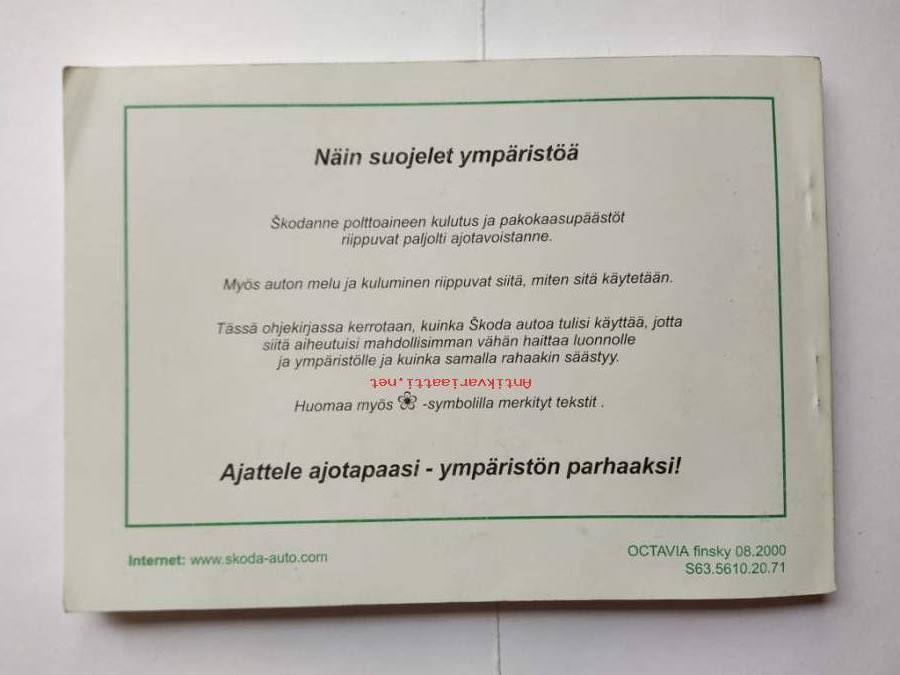 Näin suojelet ympäristöä
Škodanne polttoaineen kulutus ja pakokaasupäästöt
riippuvat paljolti ajotavoistanne.
Myös auton melu ja kuluminen riippuvat siitä, miten sitä käytetään.
Tässä ohjekirjassa kerrotaan, kuinka Škoda autoa tulisi käyttää, jotta
siitä aiheutuisi mahdollisimman vähän haittaa luonnolle
ja ympäristölle ja kuinka samalla rahaakin säästyy.
Antikvariaatti.net
Huomaa myös -symbolilla merkityt tekstit .
Ajattele ajotapaasi - ympäristön parhaaksi!
Internet: www.skoda-auto.com
OCTAVIA finsky 08.2000
S63.5610.20.71